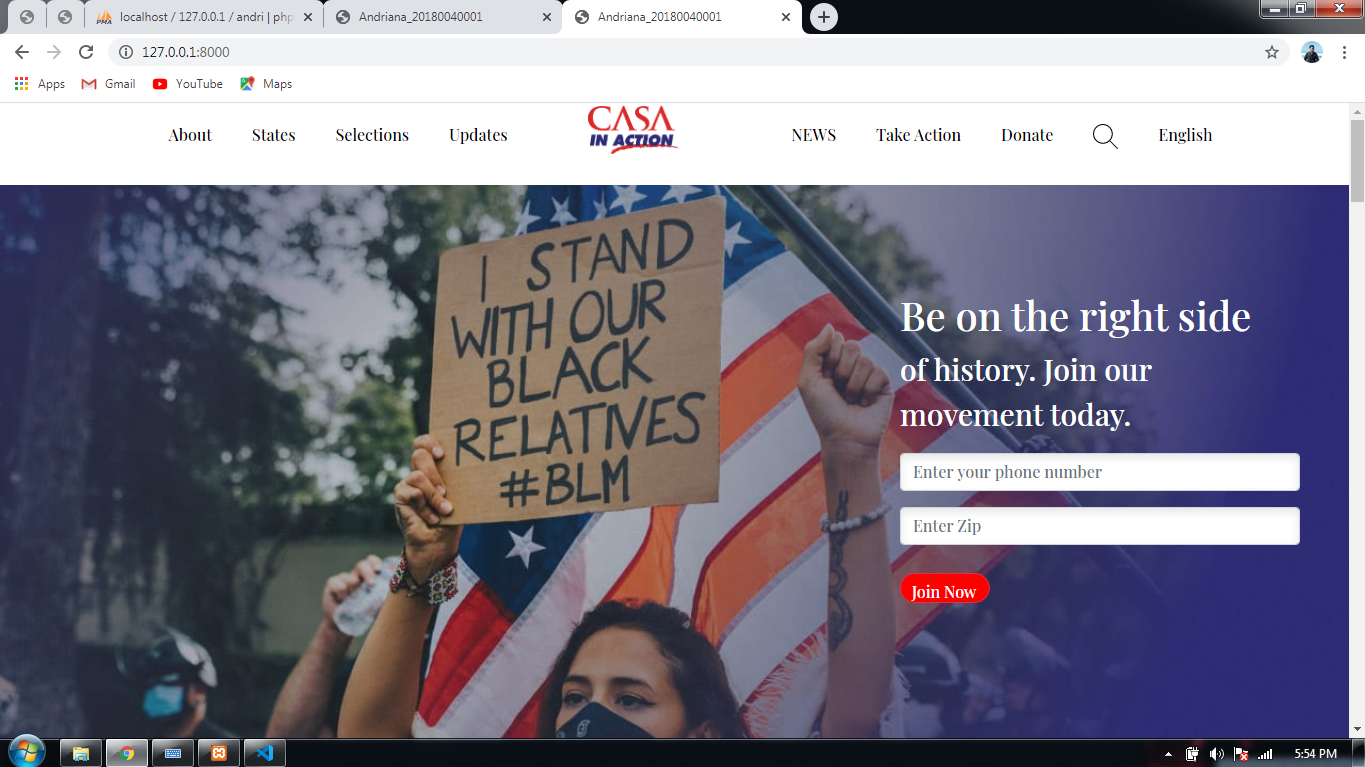 localhost / 127.0.0.1 / andri | php
Andriana_20180040001
Andriana_20180040001
127.0.0.1:8000
Apps
Gmail
YouTube
Maps
About
States
Selections
Updates
CASA
IN ACTION
NEWS
Take Action
Donate
English
I STAND
WITH OUR
BLACK
RELATIVES
#BLM
Be on the right side
of history. Join our
movement today.
Enter your phone number
Enter Zip
Join Now
5:54 PM